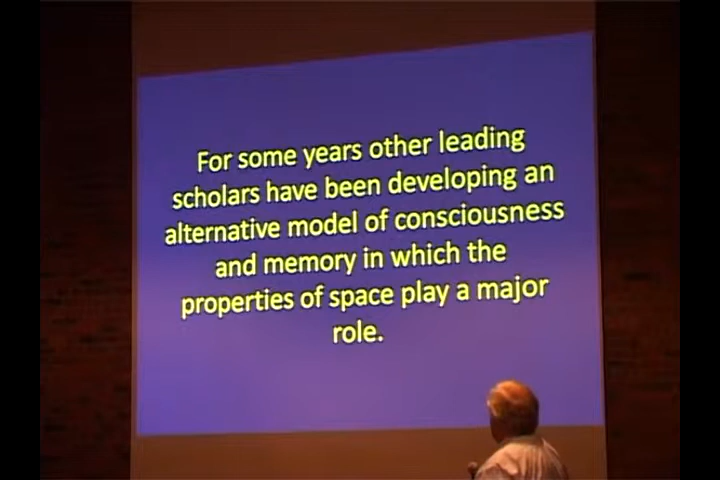 For some years other leading
scholars have been developing an
alternative model of consciousness
and memory in which the
properties of space play a major
role.